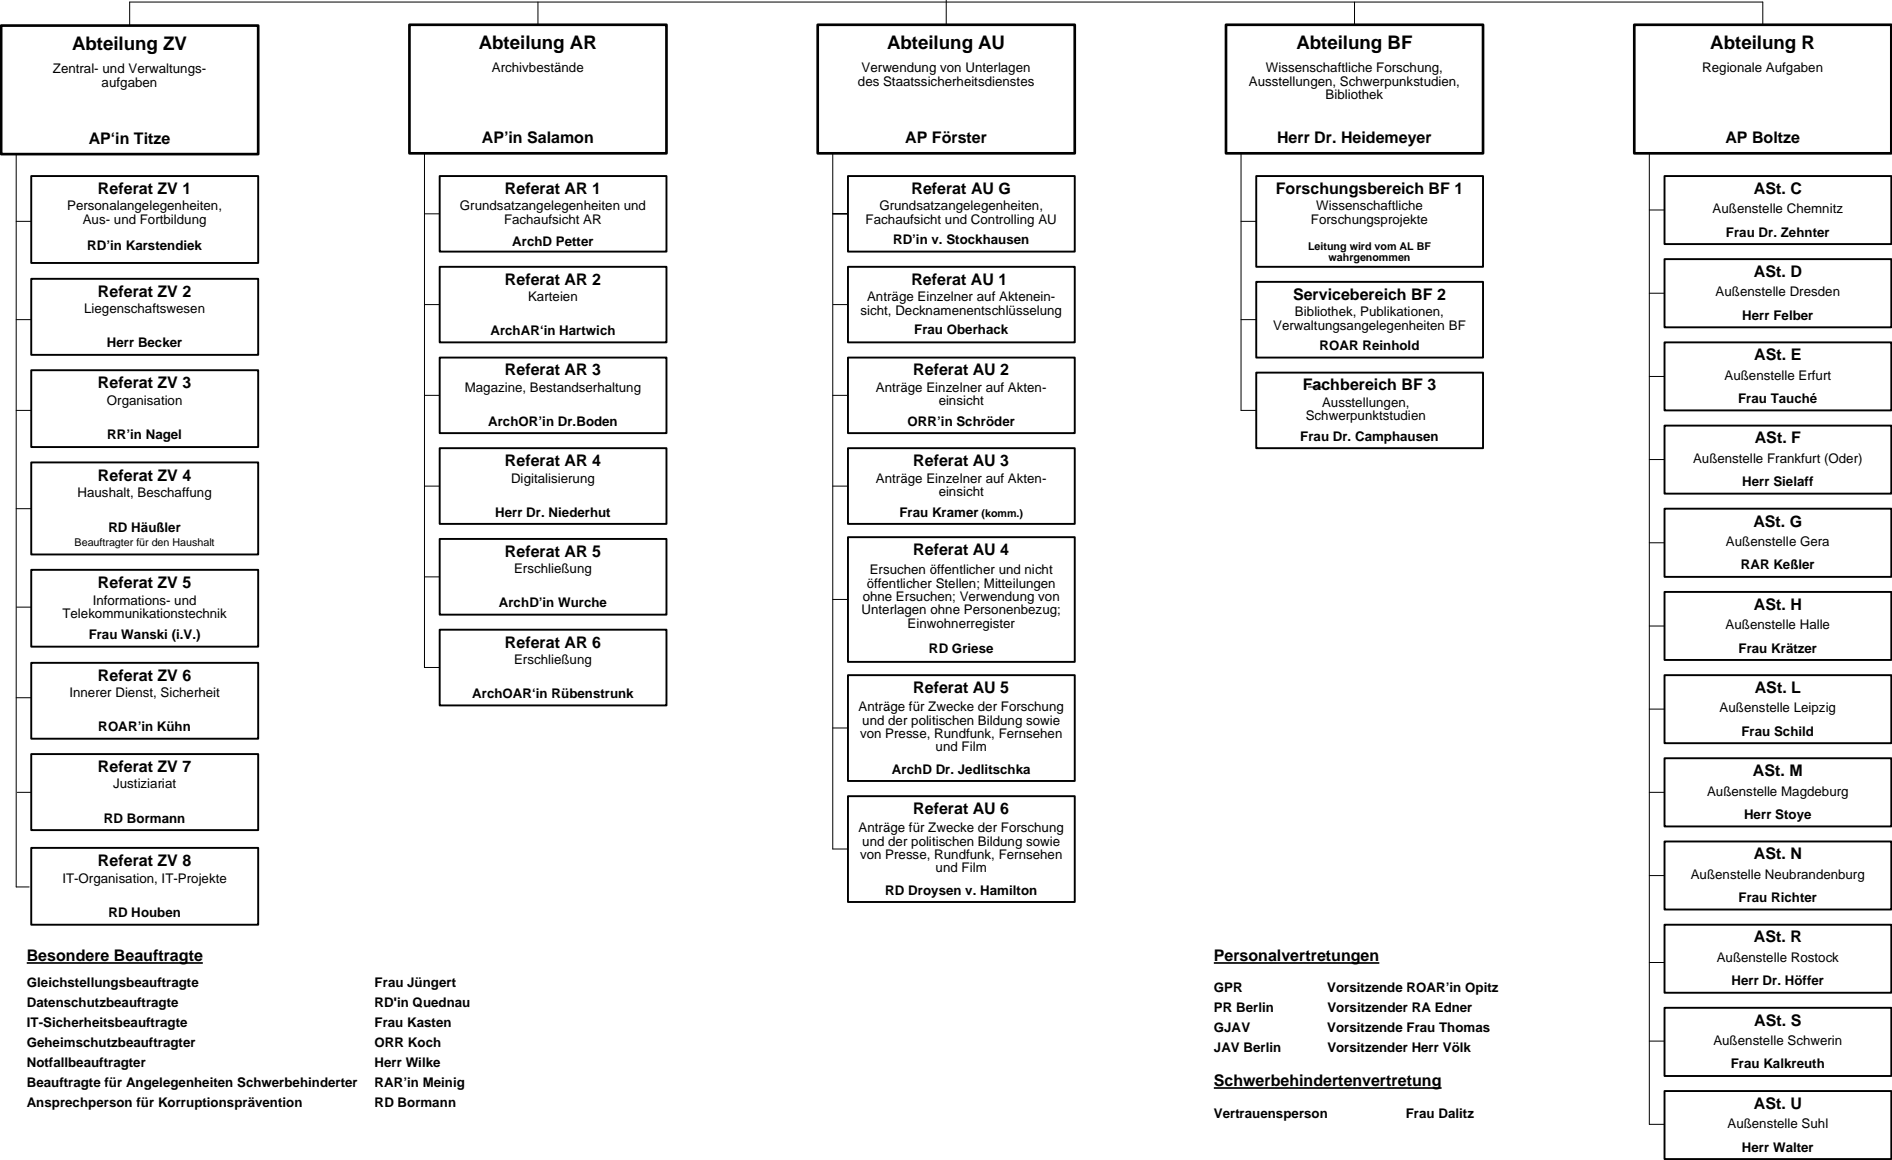 Abteilung ZV
Zentral- und Verwaltungs-
aufgaben
AP‘in Titze
Referat ZV 1
Personalangelegenheiten,
Aus- und Fortbildung
RD’in Karstendiek
Referat ZV 2
Liegenschaftswesen
Herr Becker
Referat ZV 3
Organisation
RR’in Nagel
Referat ZV 4
Haushalt, Beschaffung
RD Häußler
Beauftragter für den Haushalt
Referat ZV 5
Informations- und
Telekommunikationstechnik
Frau Wanski (i.V.)
Referat ZV 6
Innerer Dienst, Sicherheit
ROAR’in Kühn
Referat ZV 7
Justiziariat
RD Bormann
Referat ZV 8
IT-Organisation, IT-Projekte
RD Houben
Abteilung AR
Archivbestände
AP’in Salamon
Referat AR 1
Grundsatzangelegenheiten und
Fachaufsicht AR
ArchD Petter
Referat AR 2
Karteien
ArchAR‘in Hartwich
Referat AR 3
Magazine, Bestandserhaltung
ArchOR’in Dr.Boden
Referat AR 4
Digitalisierung
Herr Dr. Niederhut
Referat AR 5
Erschließung
ArchD’in Wurche
Referat AR 6
Erschließung
ArchOAR‘in Rübenstrunk
Abteilung AU
Verwendung von Unterlagen
des Staatssicherheitsdienstes
AP Förster
Referat AU G
Grundsatzangelegenheiten,
Fachaufsicht und Controlling AU
RD’in v. Stockhausen
Referat AU 1
Anträge Einzelner auf Aktenein-
sicht, Decknamenentschlüsselung
Frau Oberhack
Referat AU 2
Anträge Einzelner auf Akten-
einsicht
ORR’in Schröder
Referat AU 3
Anträge Einzelner auf Akten-
einsicht
Frau Kramer (komm.)
Referat AU 4
Ersuchen öffentlicher und nicht
öffentlicher Stellen; Mitteilungen
ohne Ersuchen; Verwendung von
Unterlagen ohne Personenbezug;
Einwohnerregister
RD Griese
Referat AU 5
Anträge für Zwecke der Forschung
und der politischen Bildung sowie
von Presse, Rundfunk, Fernsehen
und Film
ArchD Dr. Jedlitschka
Referat AU 6
Anträge für Zwecke der Forschung
und der politischen Bildung sowie
von Presse, Rundfunk, Fernsehen
und Film
RD Droysen v. Hamilton
Abteilung BF
Wissenschaftliche Forschung,
Ausstellungen, Schwerpunkstudien,
Bibliothek
Herr Dr. Heidemeyer
Forschungsbereich BF 1
Wissenschaftliche
Forschungsprojekte
Leitung wird vom AL BF
wahrgenommen
Servicebereich BF 2
Bibliothek, Publikationen,
Verwaltungsangelegenheiten BF
ROAR Reinhold
Fachbereich BF 3
Ausstellungen,
Schwerpunktstudien
Frau Dr. Camphausen
Abteilung R
Regionale Aufgaben
AP Boltze
ASt. C
Außenstelle Chemnitz
Frau Dr. Zehnter
ASt. D
Außenstelle Dresden
Herr Felber
ASt. E
Außenstelle Erfurt
Frau Tauché
ASt. F
Außenstelle Frankfurt (Oder)
Herr Sielaff
ASt. G
Außenstelle Gera
RAR Keßler
ASt. H
Außenstelle Halle
Frau Krätzer
ASt. L
Außenstelle Leipzig
Frau Schild
ASt. M
Außenstelle Magdeburg
Herr Stoye
ASt. N
Außenstelle Neubrandenburg
Frau Richter
ASt. R
Außenstelle Rostock
Herr Dr. Höffer
ASt. S
Außenstelle Schwerin
Frau Kalkreuth
ASt. U
Außenstelle Suhl
Herr Walter
Besondere Beauftragte
Gleichstellungsbeauftragte Frau Jüngert
Datenschutzbeauftragte RD'in Quednau
IT-Sicherheitsbeauftragte Frau Kasten
Geheimschutzbeauftragter ORR Koch
Notfallbeauftragter Herr Wilke
Beauftragte für Angelegenheiten Schwerbehinderter RAR’in Meinig
Ansprechperson für Korruptionsprävention RD Bormann
Personalvertretungen
GPR Vorsitzende ROAR’in Opitz
PR Berlin Vorsitzender RA Edner
GJAV Vorsitzende Frau Thomas
JAV Berlin Vorsitzender Herr Völk
Schwerbehindertenvertretung
Vertrauensperson Frau Dalitz